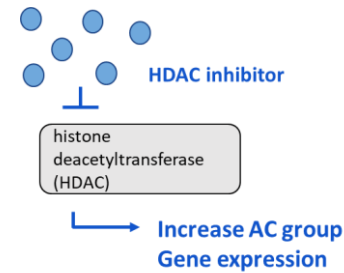 HDAC inhibitor
histone
deacetyltransferase
(HDAC)
Increase AC group
Gene expression